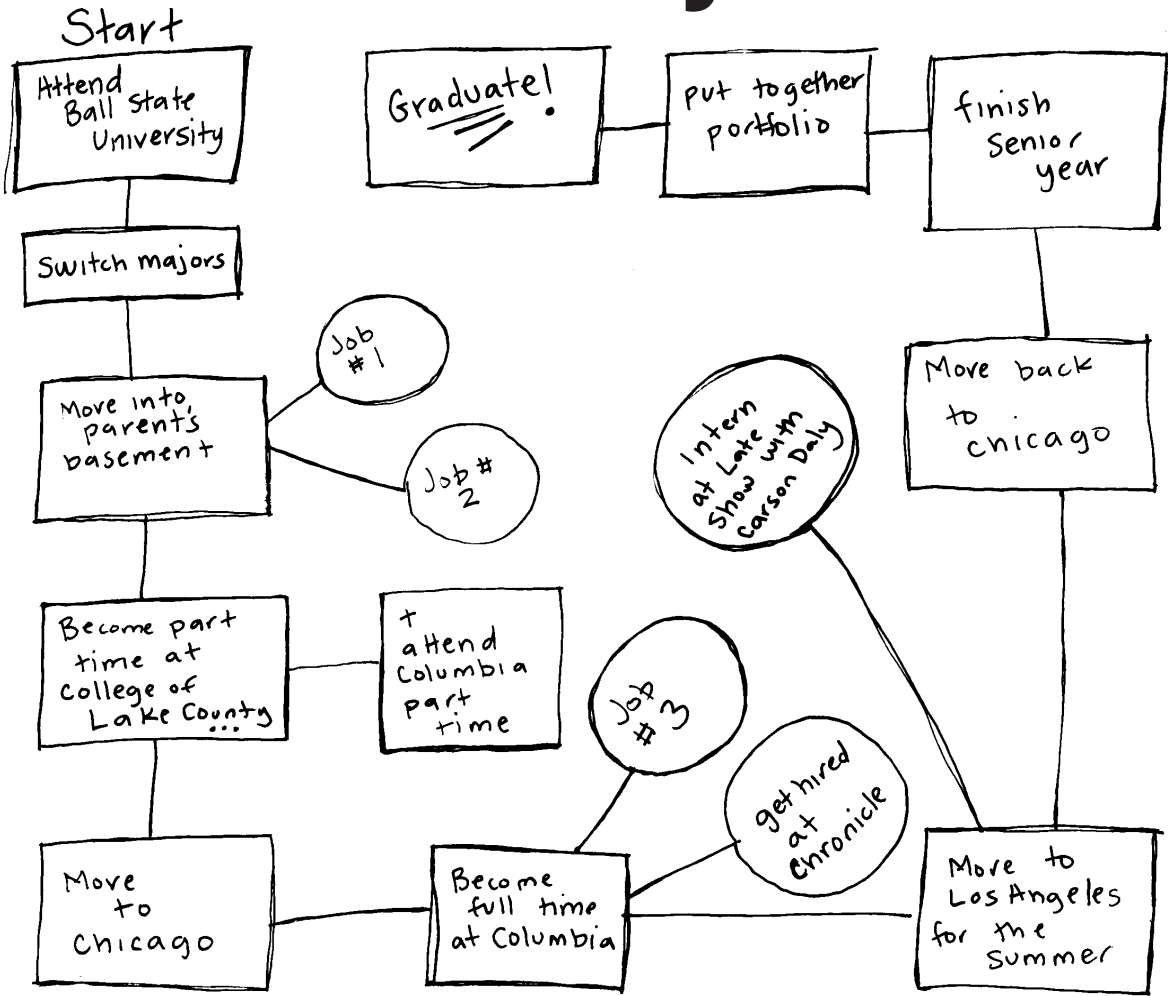 Start
Attend
Ball State
University
Switch majors
Move into
parent's
basement
Job
#1
Job #
2
Become part
time at
College of
Lake County
...
+
attend
Columbia
part
time
Move
to
Chicago
Become
full time
at Columbia
Job
#3
get hired
at
Chronicle
Move to
Los Angeles
for the
Summer
Intern
at Late
Show with
Carson Daly
Move back
to
Chicago
finish
Senior
year
put together
portfolio
Graduate!